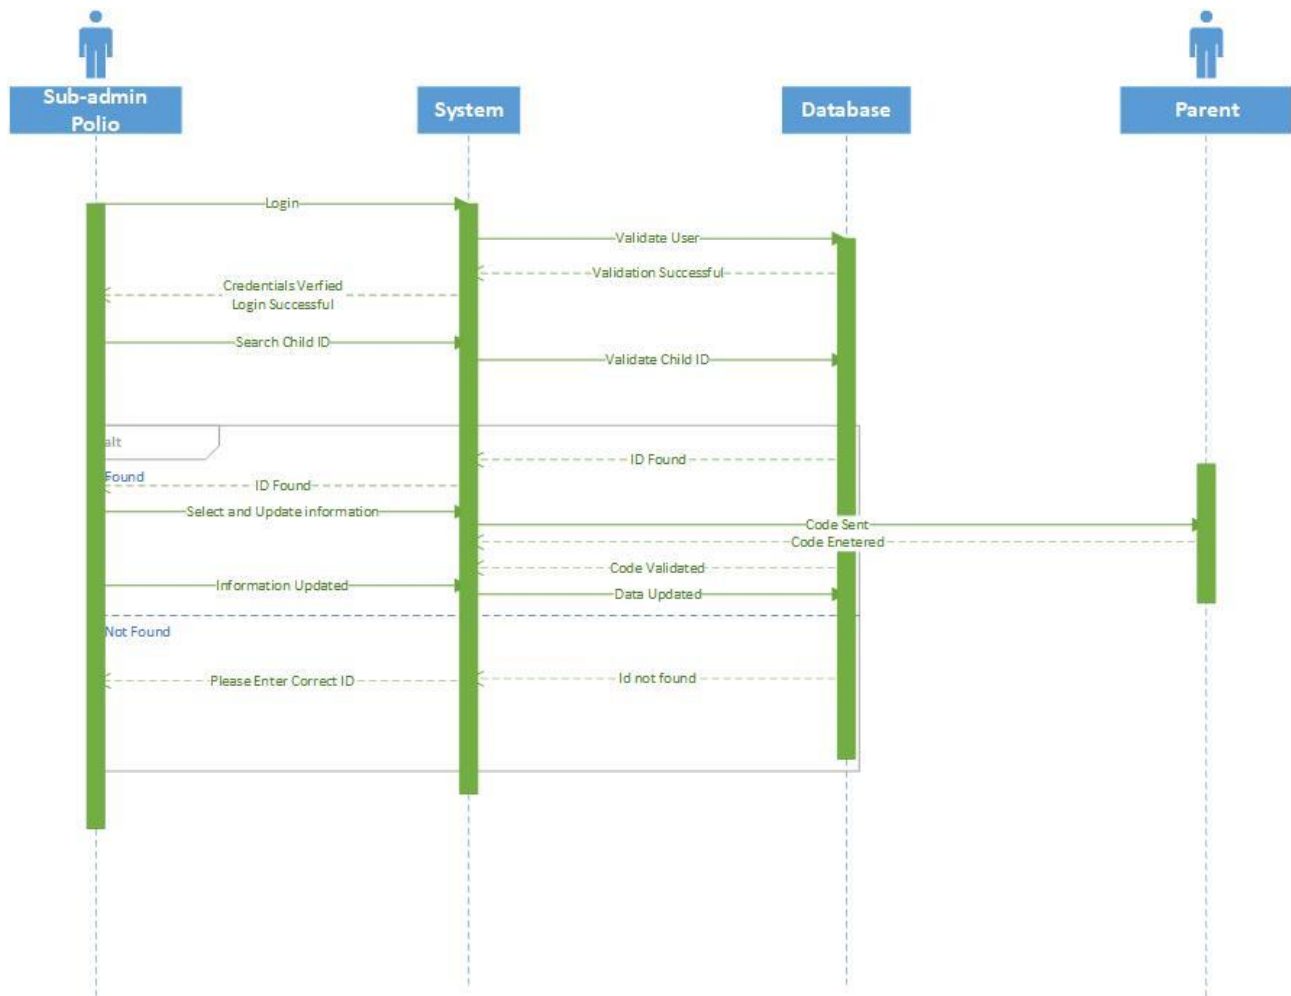 Sub-admin
Polio
System
Database
Parent
Login
Validate User
Validation Successful
Credentials Verfied
Login Successful
Search Child ID
Validate Child ID
alt
ID Found
Found
ID Found
Select and Update information
Code Sent
Code Enetered
Code Validated
Information Updated
Data Updated
Not Found
Id not found
Please Enter Correct ID